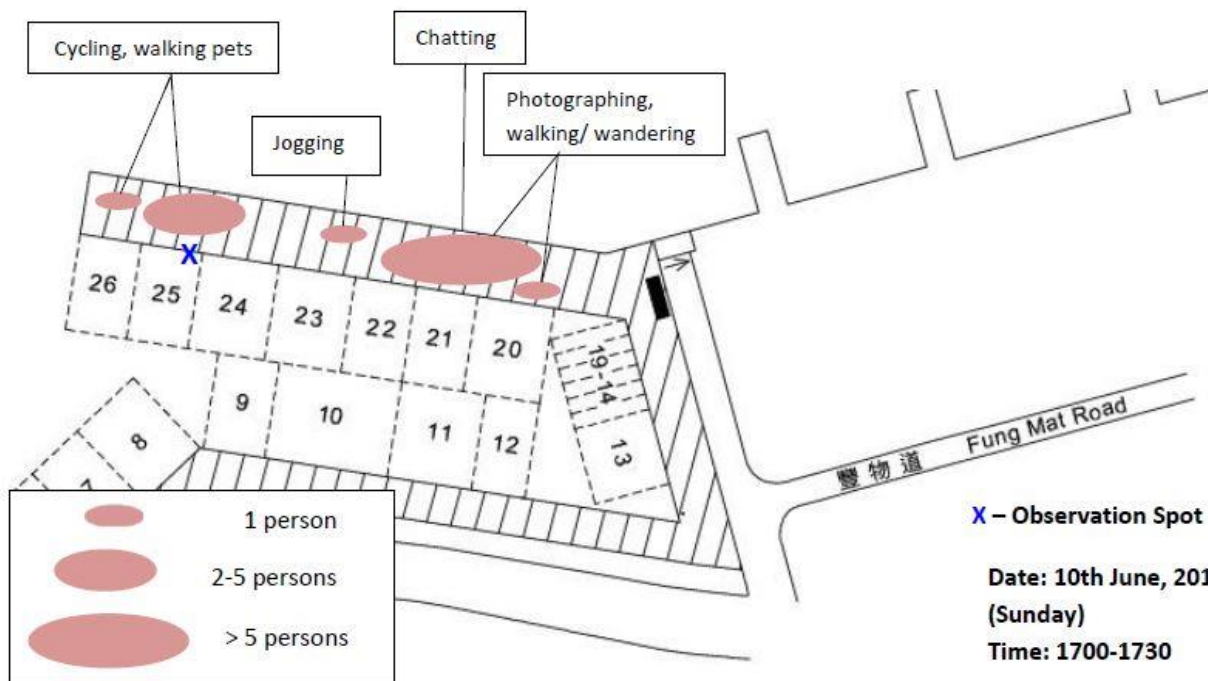 Cycling, walking pets
Chatting
Photographing,
walking/ wandering
Jogging
26
25
24
23
22
21
20
19-14
13
9
10
11
12
8
7
豐物道 Fung Mat Road
1 person
2-5 persons
> 5 persons
X
X – Observation Spot
Date: 10th June, 201
(Sunday)
Time: 1700-1730